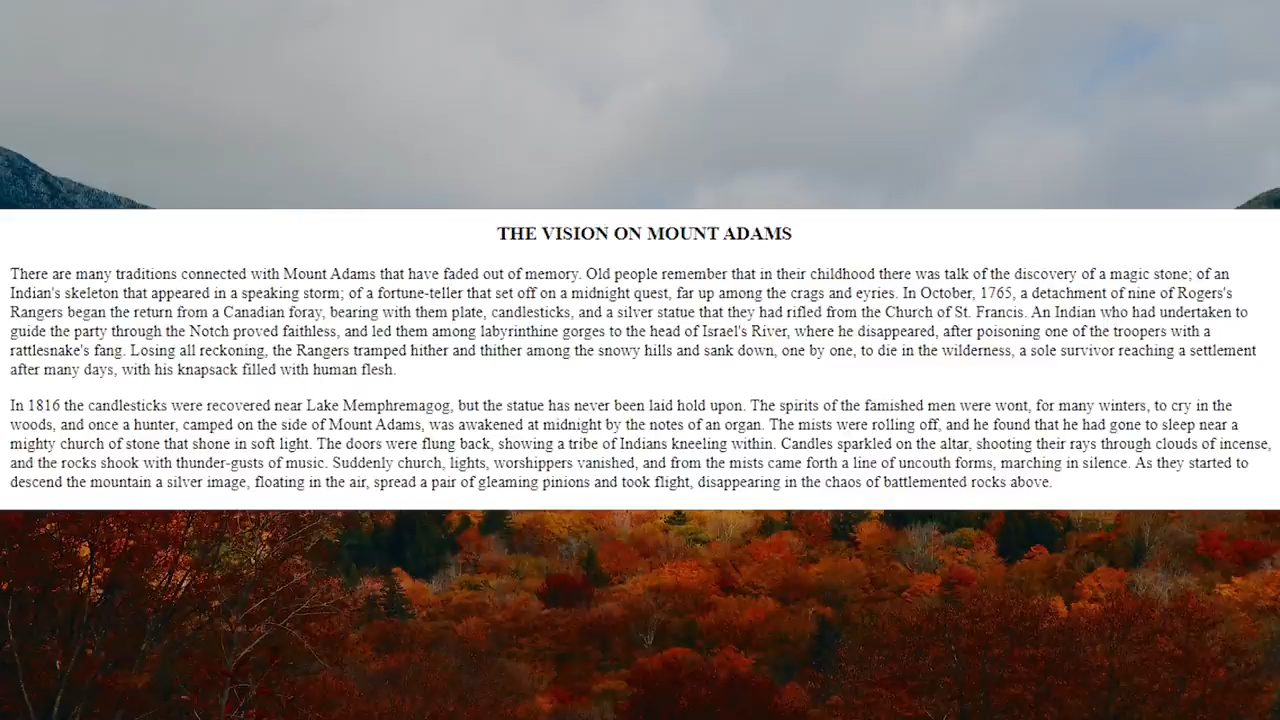 THE VISION ON MOUNT ADAMS
There are many traditions connected with Mount Adams that have faded out of memory. Old people remember that in their childhood there was talk of the discovery of a magic stone; of an
Indian's skeleton that appeared in a speaking storm; of a fortune-teller that set off on a midnight quest, far up among the crags and eyries. In October, 1765, a detachment of nine of Rogers's
Rangers began the return from a Canadian foray, bearing with them plate, candlesticks, and a silver statue that they had rifled from the Church of St. Francis. An Indian who had undertaken to
guide the party through the Notch proved faithless, and led them among labyrinthine gorges to the head of Israel's River, where he disappeared, after poisoning one of the troopers with a
rattlesnake's fang. Losing all reckoning, the Rangers tramped hither and thither among the snowy hills and sank down, one by one, to die in the wilderness, a sole survivor reaching a settlement
after many days, with his knapsack filled with human flesh.
In 1816 the candlesticks were recovered near Lake Memphremagog, but the statue has never been laid hold upon. The spirits of the famished men were wont, for many winters, to cry in the
woods, and once a hunter, camped on the side of Mount Adams, was awakened at midnight by the notes of an organ. The mists were rolling off, and he found that he had gone to sleep near a
mighty church of stone that shone in soft light. The doors were flung back, showing a tribe of Indians kneeling within. Candles sparkled on the altar, shooting their rays through clouds of incense,
and the rocks shook with thunder-gusts of music. Suddenly church, lights, worshippers vanished, and from the mists came forth a line of uncouth forms, marching in silence. As they started to
descend the mountain a silver image, floating in the air, spread a pair of gleaming pinions and took flight, disappearing in the chaos of battlemented rocks above.